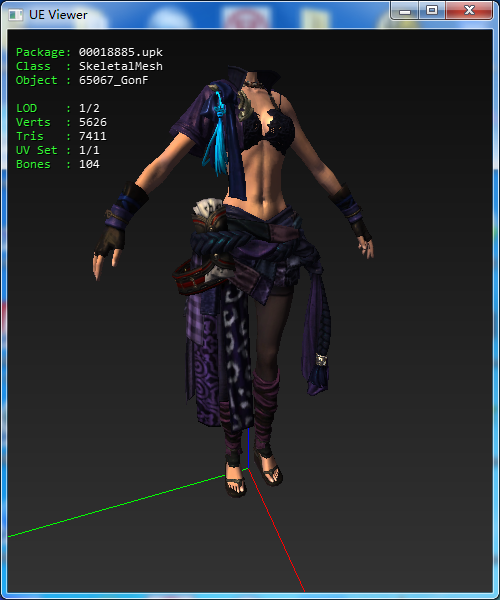 UE Viewer
Package: 00018885.upk
Class : SkeletalMesh
Object : 65067_GonF
LOD : 1/2
Verts : 5626
Tris : 7411
UV Set : 1/1
Bones : 104